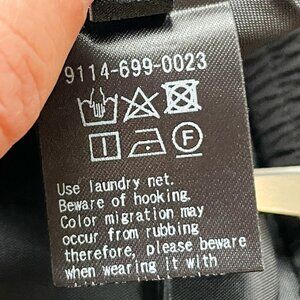 9114-699-0023
F
Use laundry net.
Beware of hooking.
Color migration may
occur from rubbing
therefore, please beware
when wearing it with